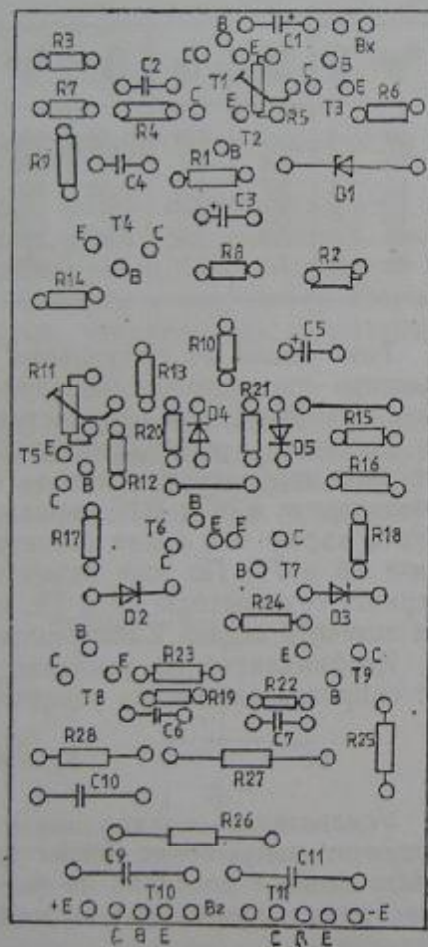 B C1 + Bx
R3 C E B
C2 T1 C E R6
R7 R4 C E R5 T3
R9 C4 R1 B T2 D1
+ C3
E T4 C
B R8 R2
R14
R10 + C5
R11 R13 R21
R20 D4 D5 R15
T5 E B R12 R16
C B
R17 T6 E E C R18
C B T7
D2 R24 D3
B E C
C E R23 T9
T8 R19 R22 B
C6 C7
R28 R27 R25
C10
R26
C9 C11
T10 T11
+E Bz -E
C B E C B E